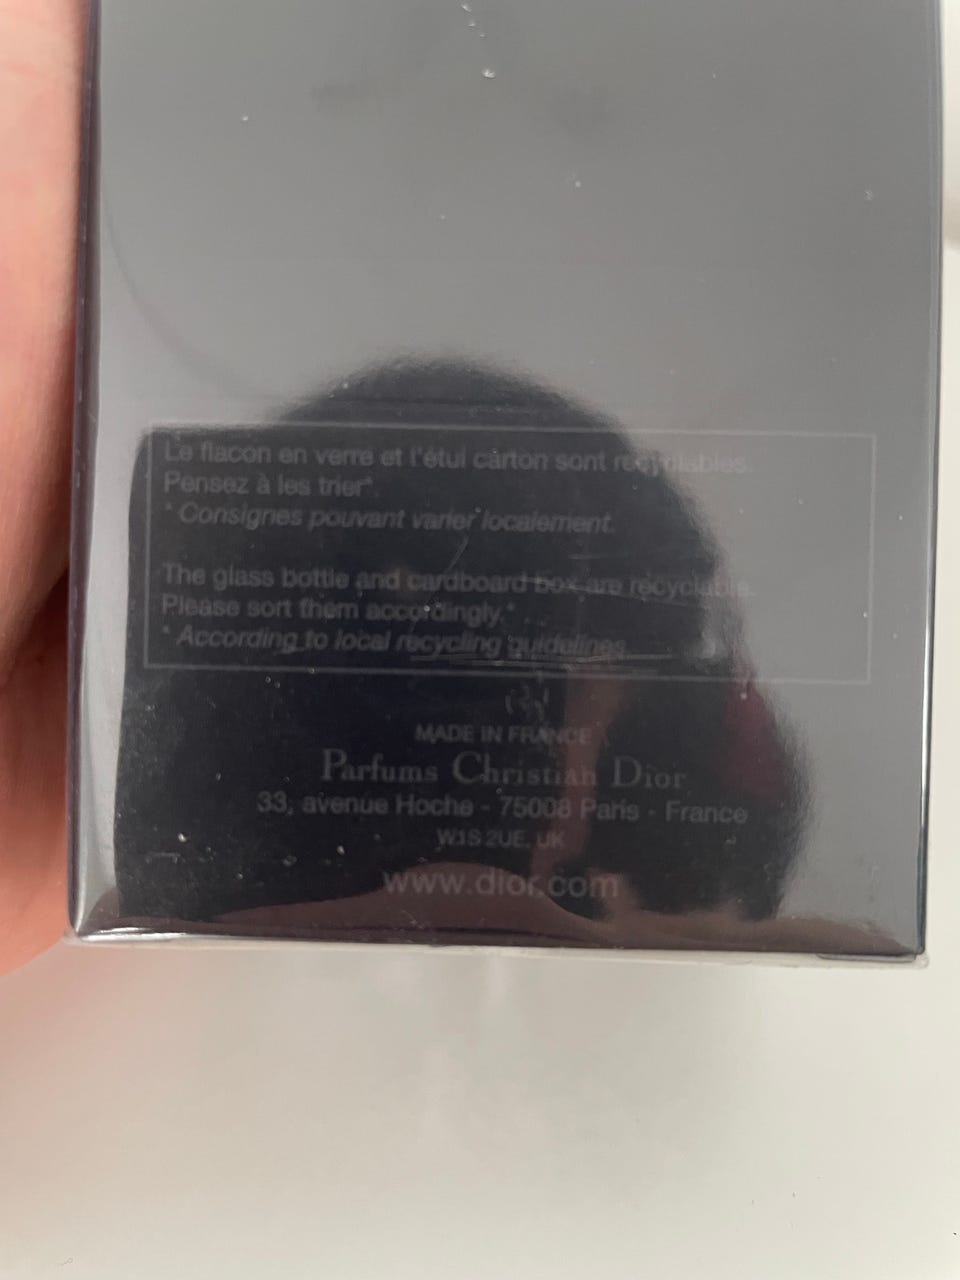 Le flacon en verre et l'étui carton sont recyclables.
Pensez à les trier*.
* Consignes pouvant varier localement.
The glass bottle and cardboard box are recyclable.
Please sort them accordingly.*
* According to local recycling guidelines.
MADE IN FRANCE
Parfums Christian Dior
33, avenue Hoche - 75008 Paris - France
W1S 2UE, UK
www.dior.com